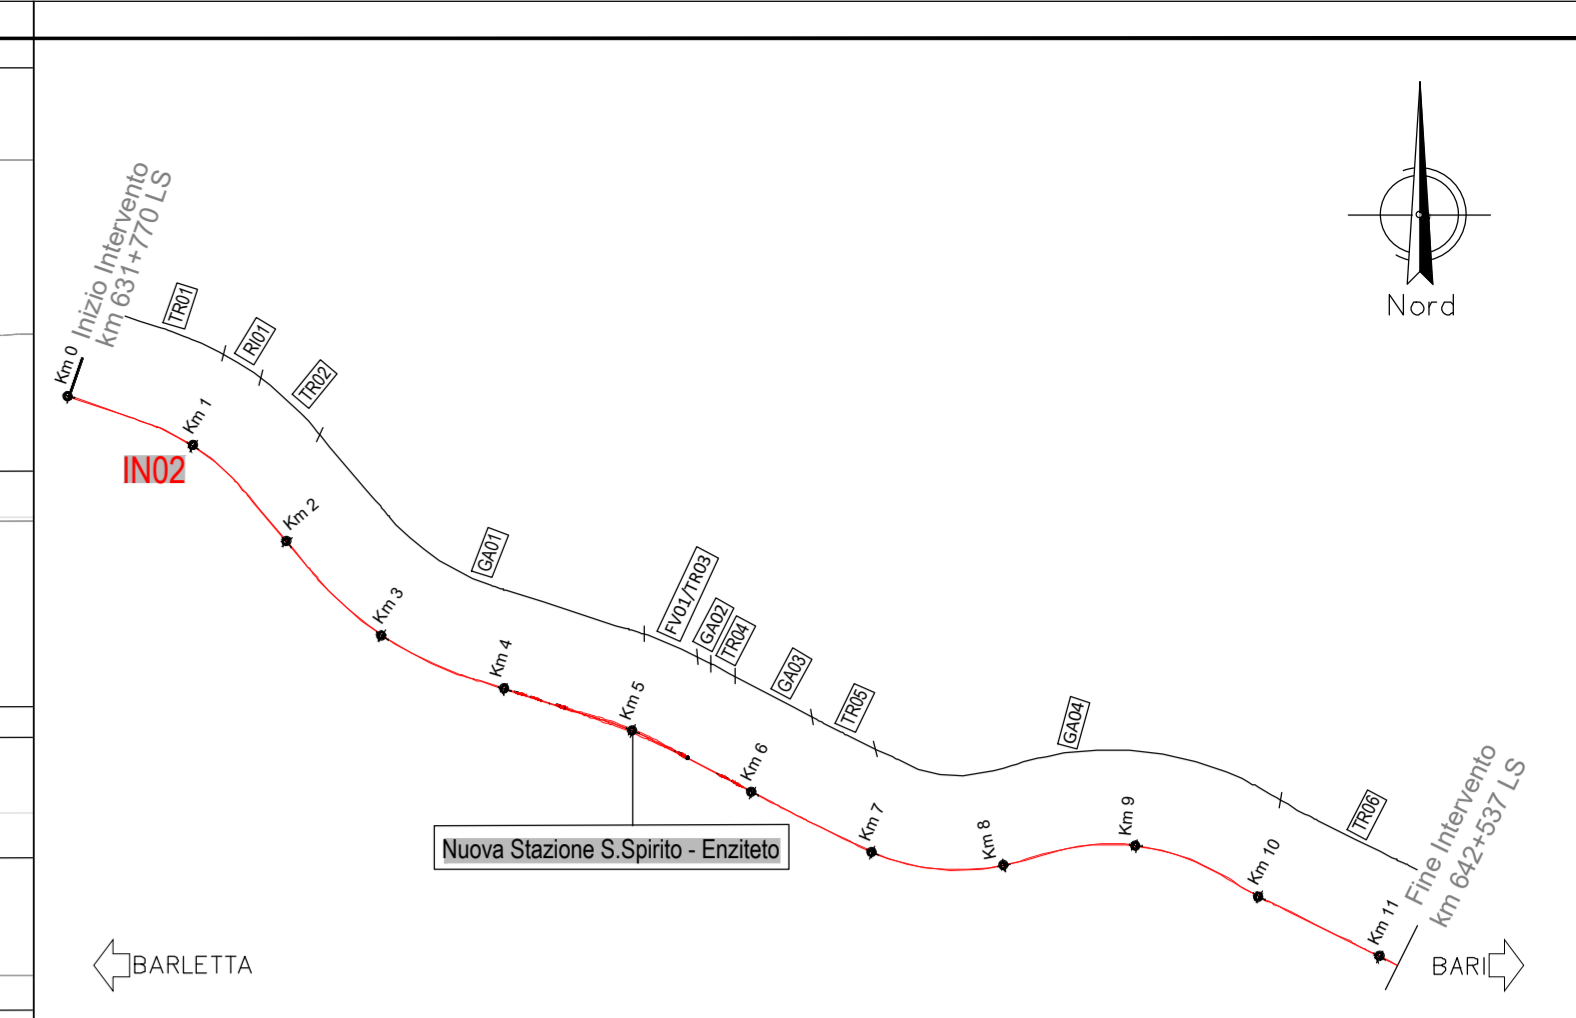 Nord
Inizio Intervento
km 631+770 LS
TR01
RI01
TR02
GA01
FV01/TR03
GA02
TR04
GA03
TR05
GA04
TR06
Km 0
Km 1
IN02
Km 2
Km 3
Km 4
Km 5
Km 6
Km 7
Km 8
Km 9
Km 10
Km 11
Nuova Stazione S.Spirito - Enziteto
Fine Intervento
km 642+537 LS
BARLETTA
BARI